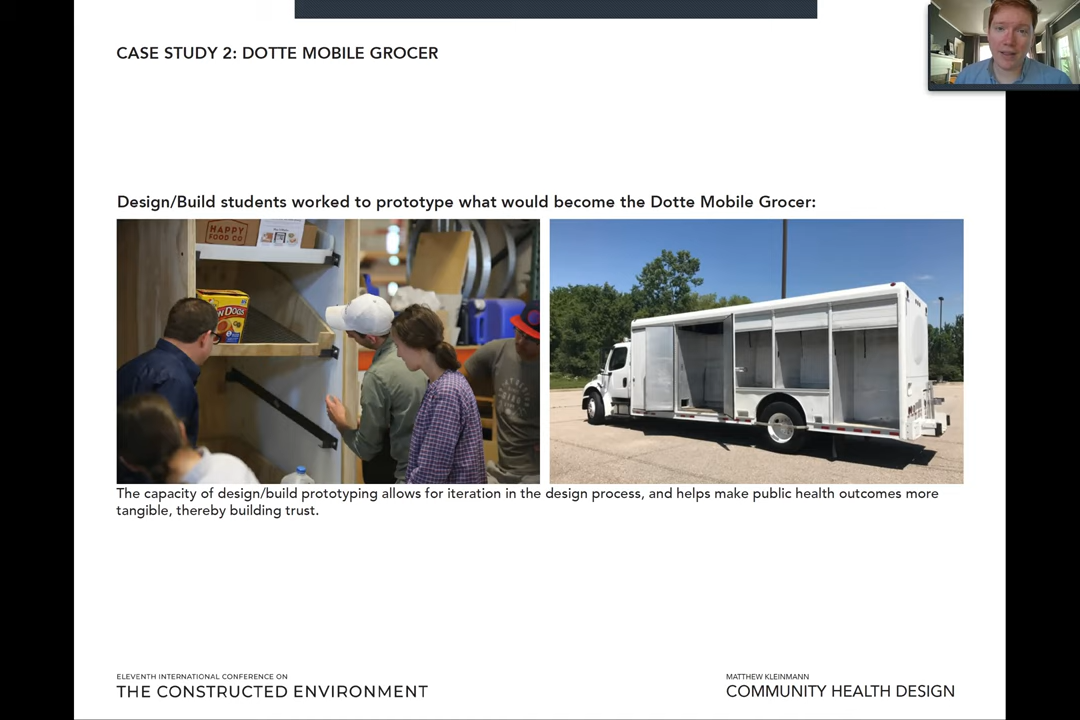 CASE STUDY 2: DOTTE MOBILE GROCER
Design/Build students worked to prototype what would become the Dotte Mobile Grocer:
HAPPY
FOOD CO
The capacity of design/build prototyping allows for iteration in the design process, and helps make public health outcomes more
tangible, thereby building trust.
ELEVENTH INTERNATIONAL CONFERENCE ON
THE CONSTRUCTED ENVIRONMENT
MATTHEW KLEINMANN
COMMUNITY HEALTH DESIGN